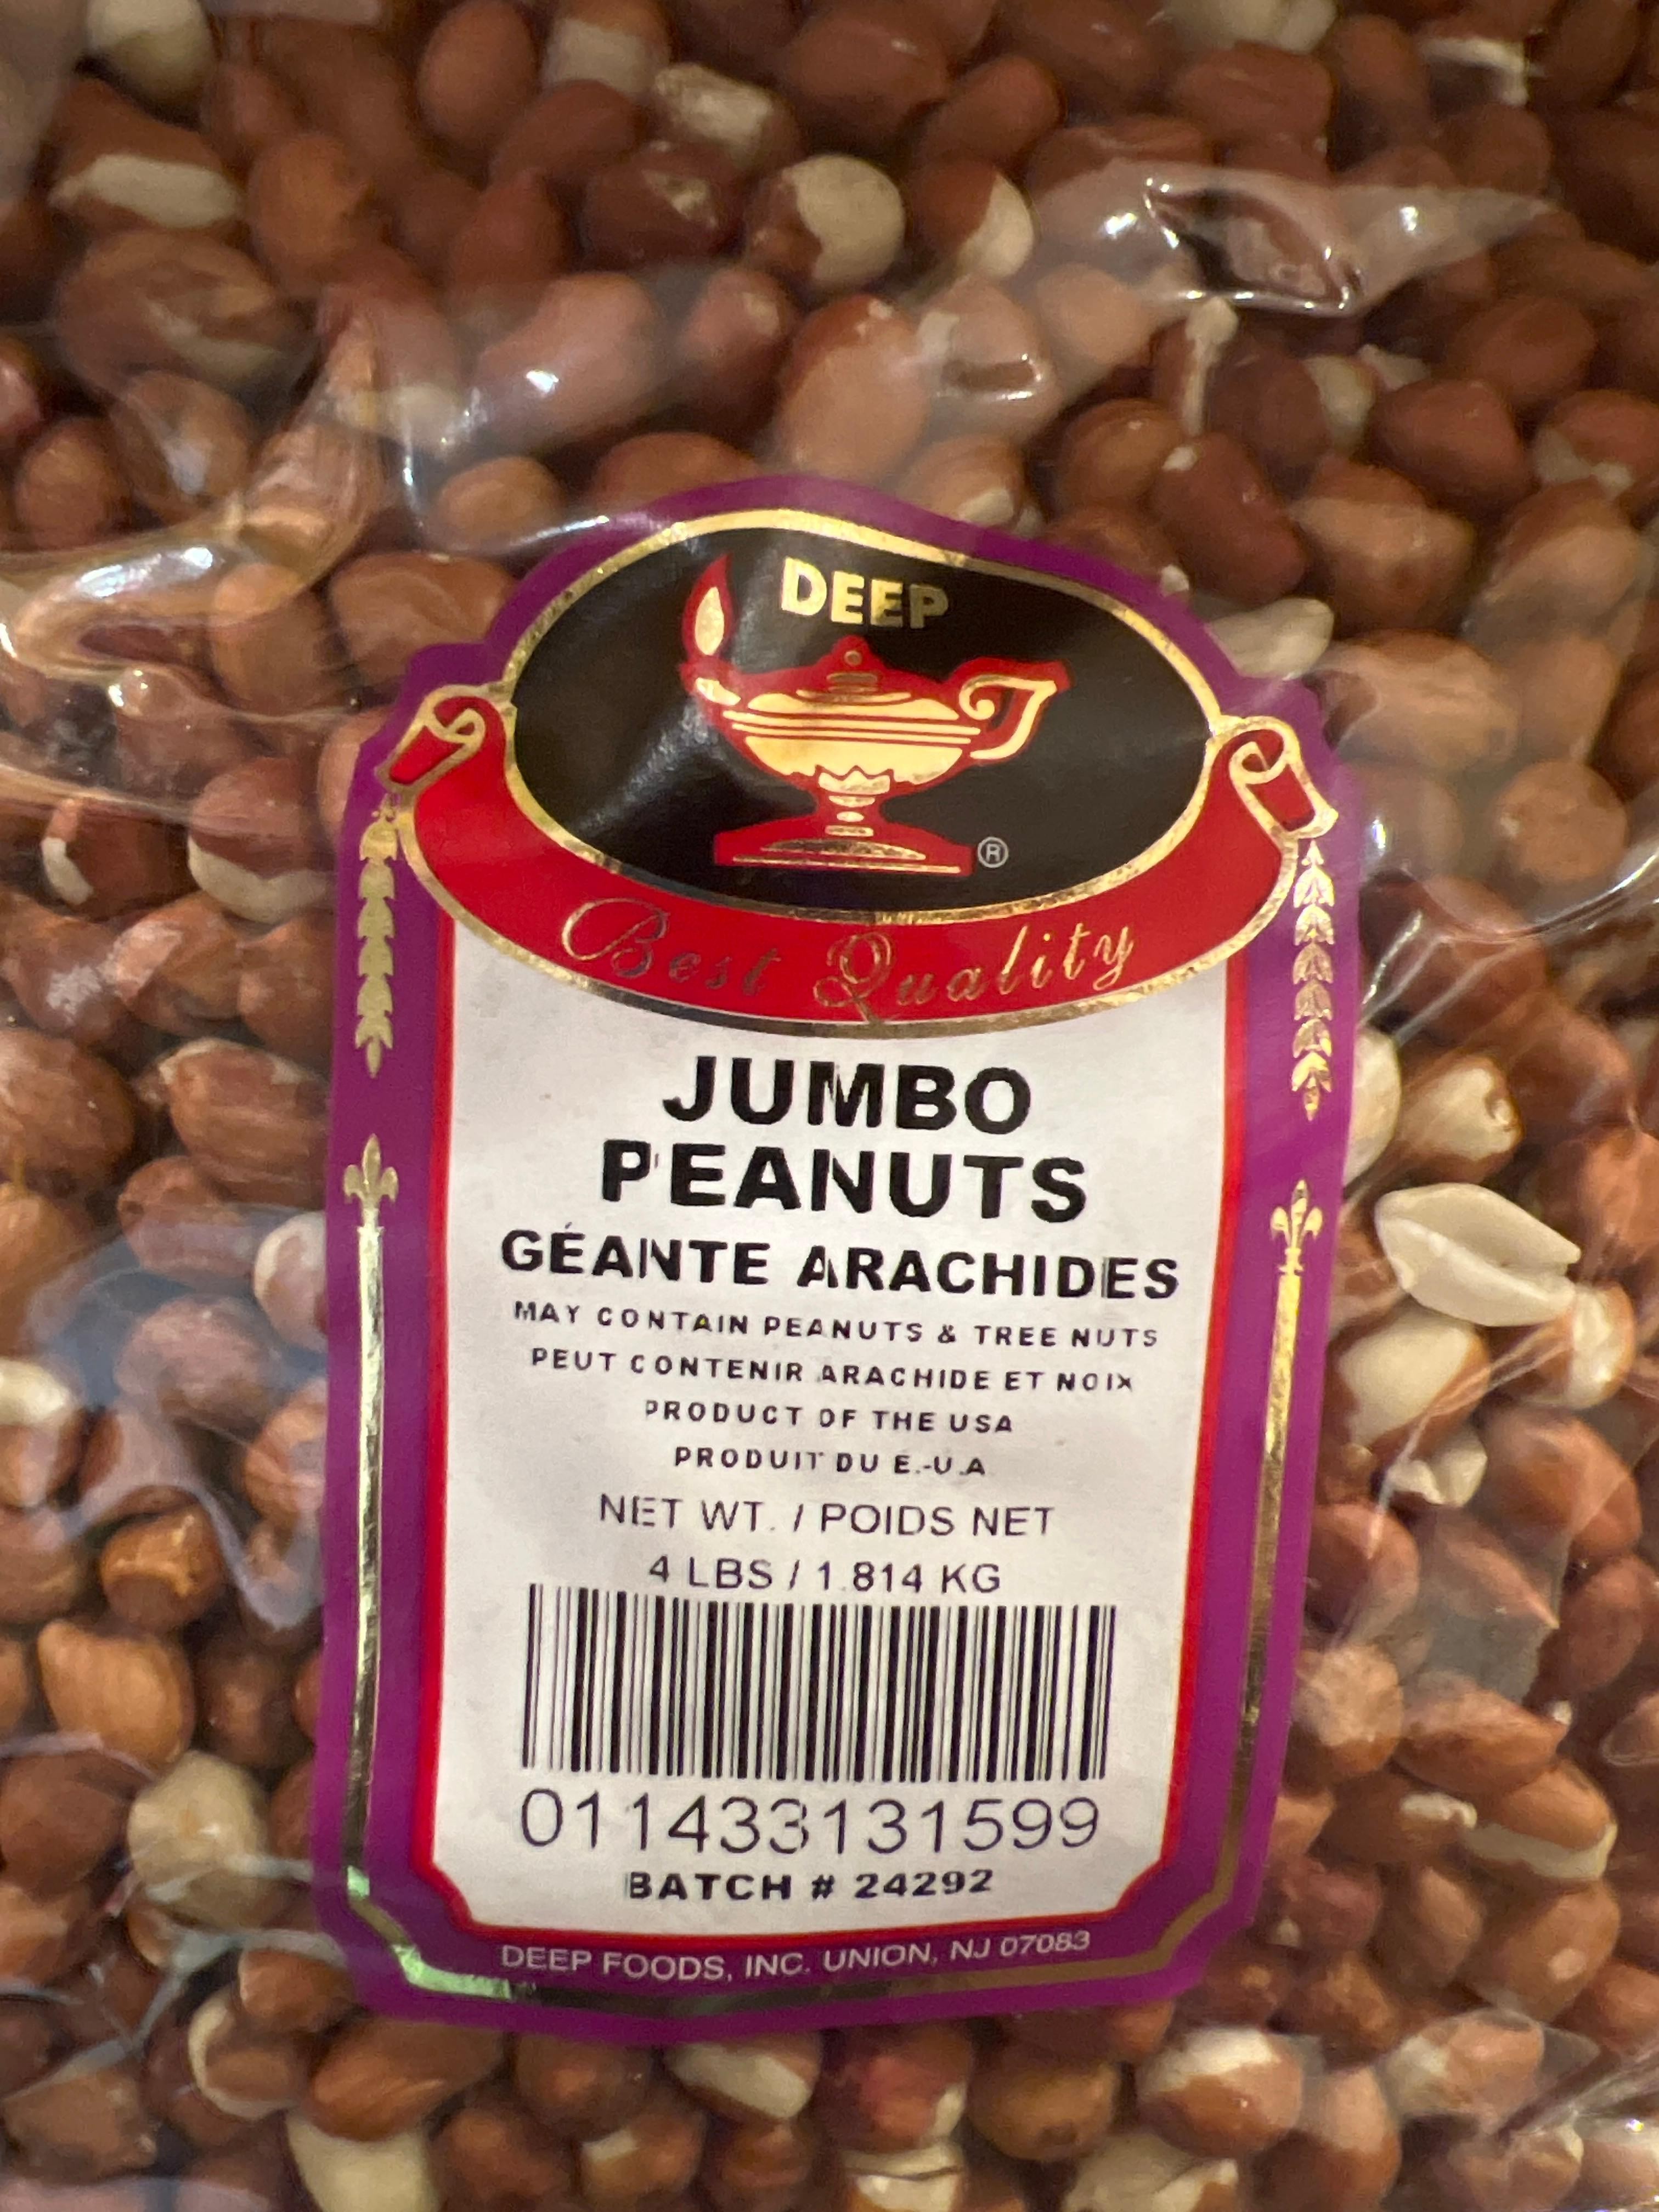 DEEP
®
Best Quality
JUMBO
PEANUTS
GÉANTE ARACHIDES
MAY CONTAIN PEANUTS & TREE NUTS
PEUT CONTENIR ARACHIDE ET NOIX
PRODUCT OF THE USA
PRODUIT DU E.-U.A
NET WT. / POIDS NET
4 LBS / 1.814 KG
011433131599
BATCH # 24292
DEEP FOODS, INC. UNION, NJ 07083